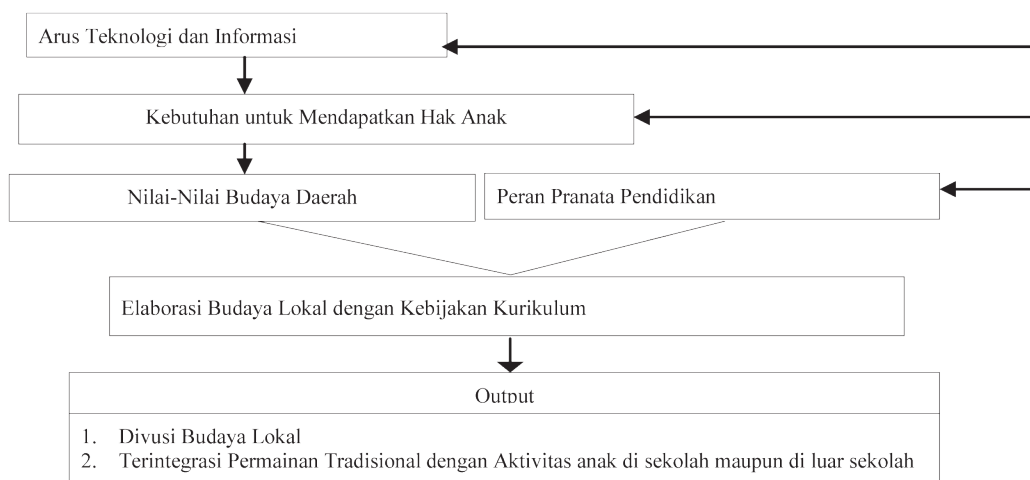 Arus Teknologi dan Informasi
Kebutuhan untuk Mendapatkan Hak Anak
Nilai-Nilai Budaya Daerah
Peran Pranata Pendidikan
Elaborasi Budaya Lokal dengan Kebijakan Kurikulum
Output
1. Divusi Budaya Lokal
2. Terintegrasi Permainan Tradisional dengan Aktivitas anak di sekolah maupun di luar sekolah